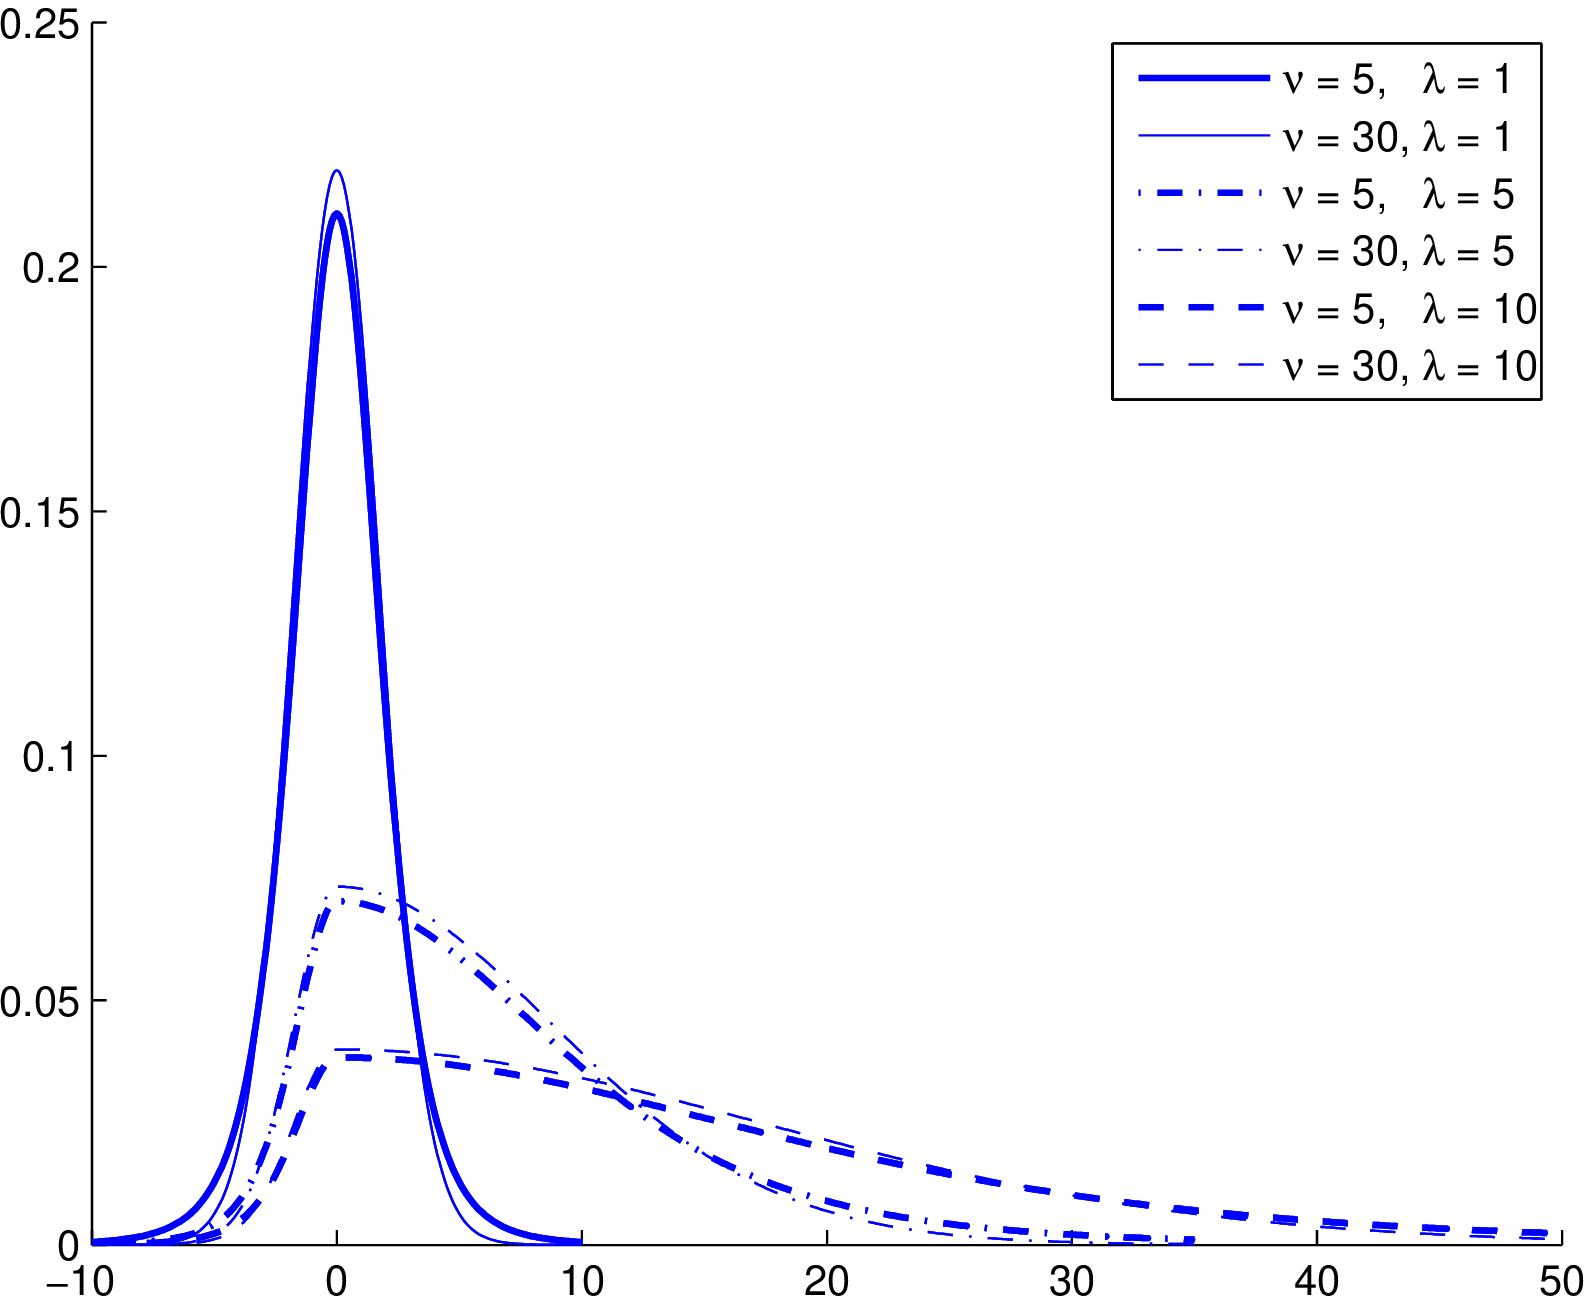 0.25
0.2
0.15
0.1
0.05
0
−10 0 10 20 30 40 50
ν = 5, λ = 1
ν = 30, λ = 1
ν = 5, λ = 5
ν = 30, λ = 5
ν = 5, λ = 10
ν = 30, λ = 10